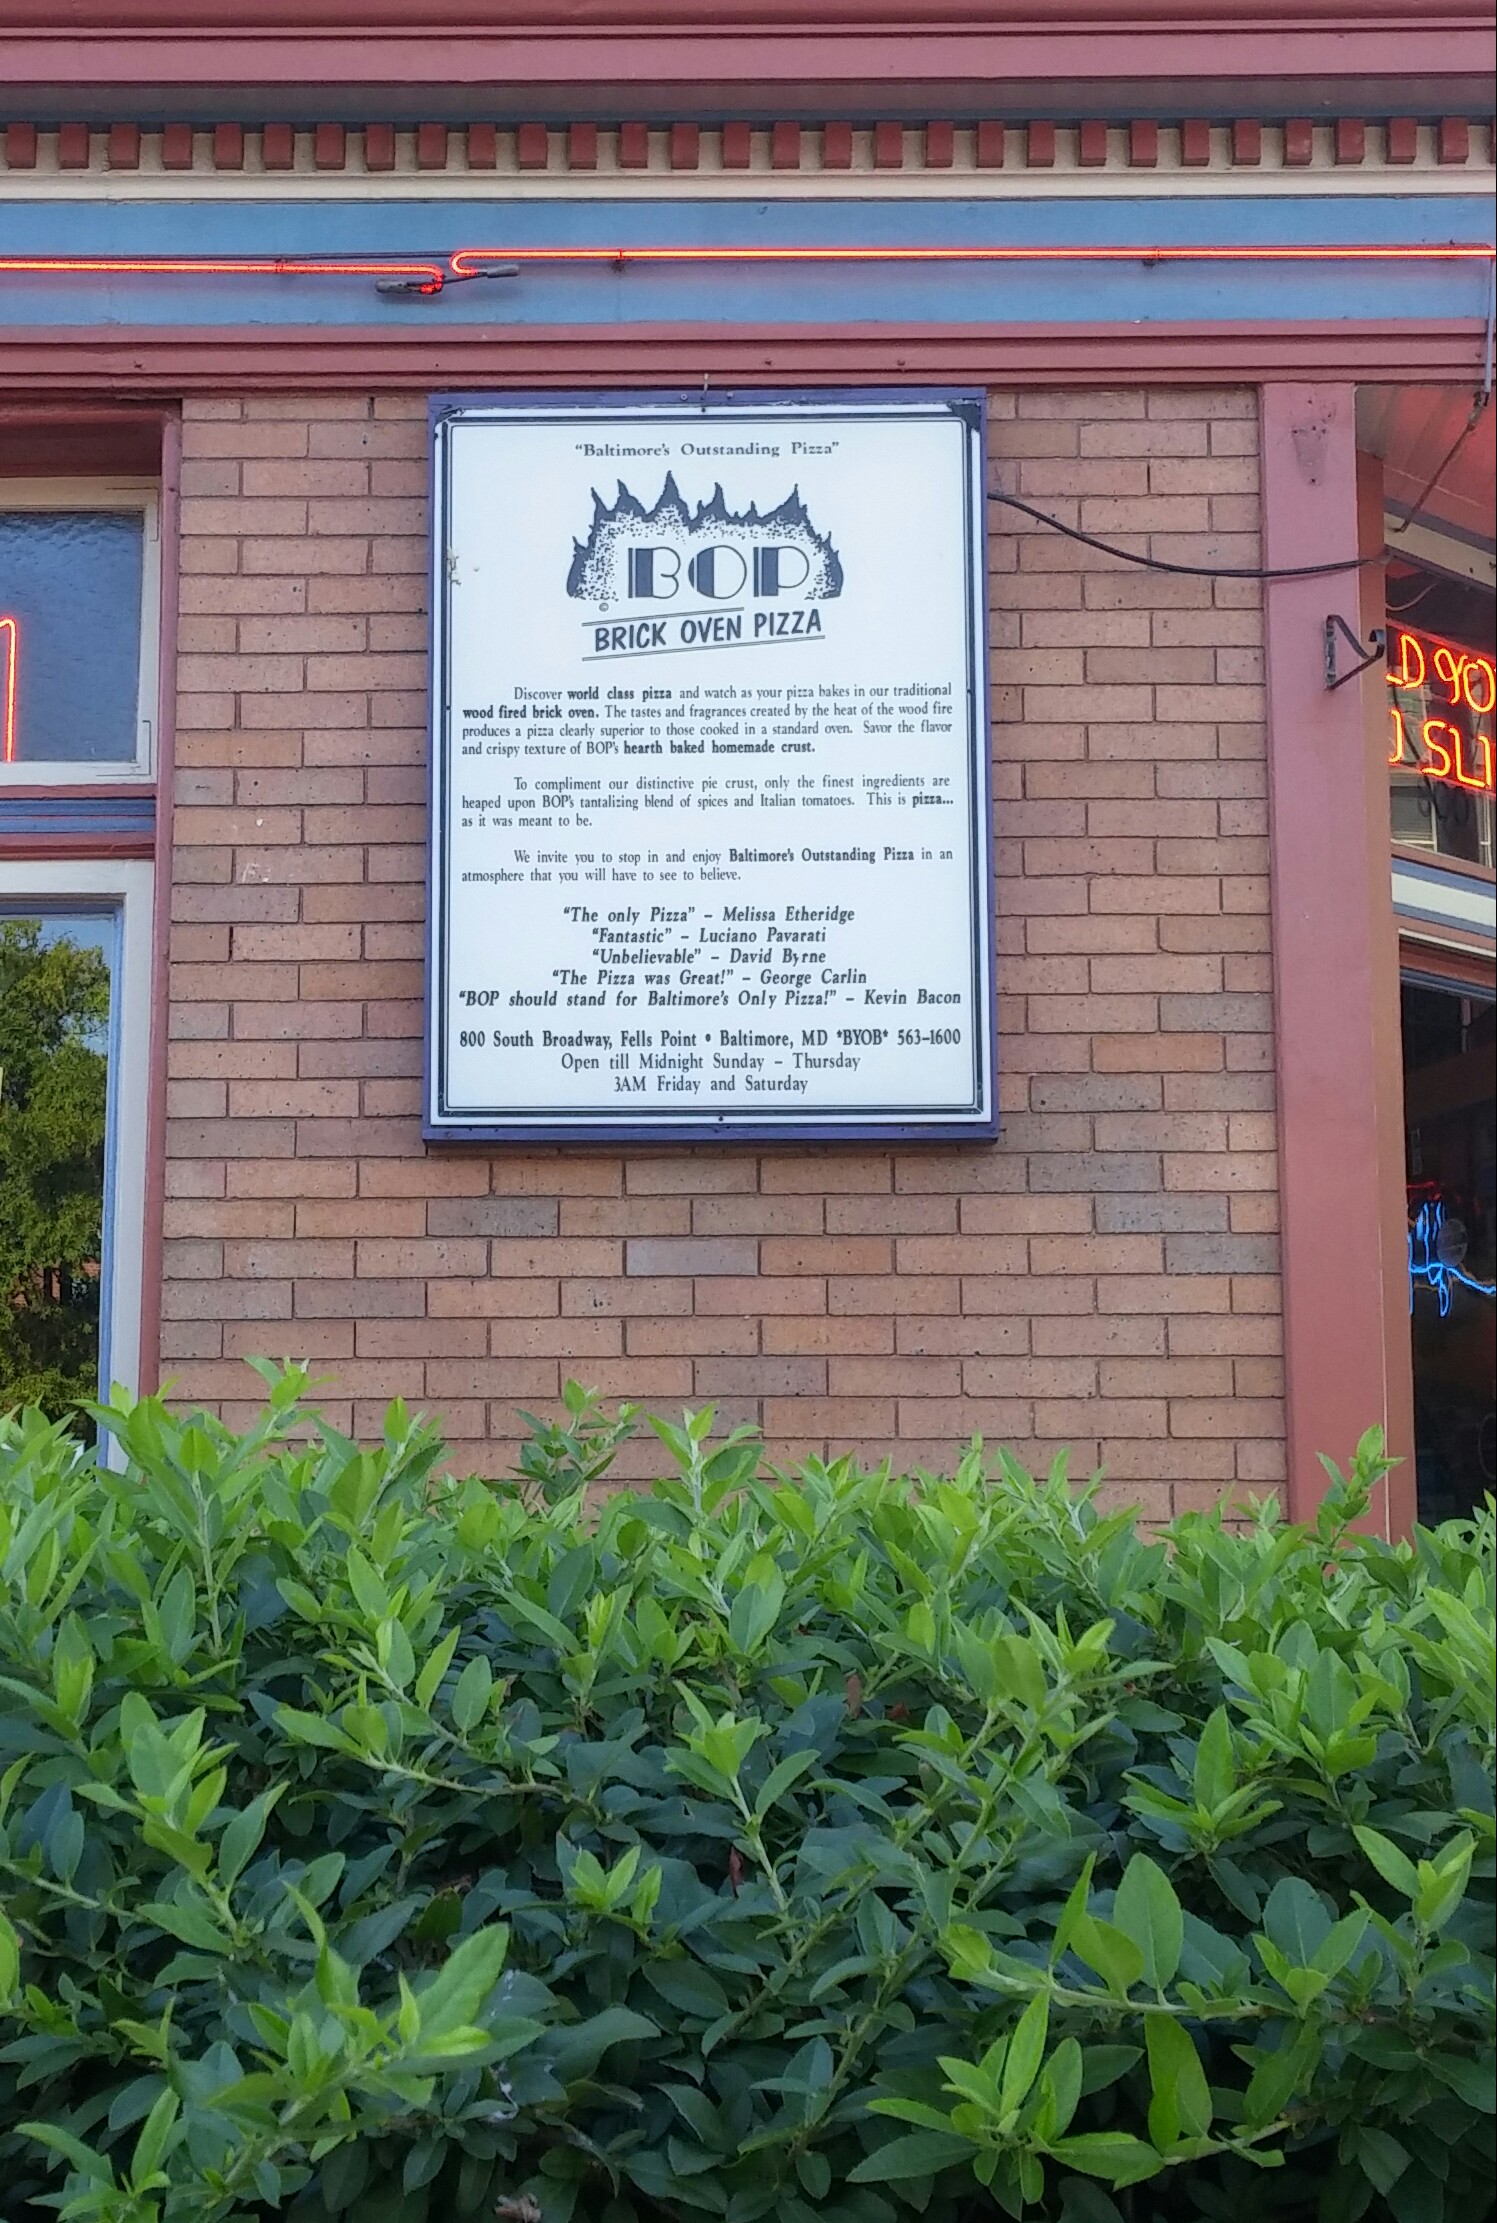 "Baltimore's Outstanding Pizza"
BOP
©
BRICK OVEN PIZZA
Discover world class pizza and watch as your pizza bakes in our traditional
wood fired brick oven. The tastes and fragrances created by the heat of the wood fire
produces a pizza clearly superior to those cooked in a standard oven. Savor the flavor
and crispy texture of BOP's hearth baked homemade crust.
To compliment our distinctive pie crust, only the finest ingredients are
heaped upon BOP's tantalizing blend of spices and Italian tomatoes. This is pizza...
as it was meant to be.
We invite you to stop in and enjoy Baltimore's Outstanding Pizza in an
atmosphere that you will have to see to believe.
"The only Pizza" – Melissa Etheridge
"Fantastic" – Luciano Pavarati
"Unbelievable" – David Byrne
"The Pizza was Great!" – George Carlin
"BOP should stand for Baltimore's Only Pizza!" – Kevin Bacon
800 South Broadway, Fells Point • Baltimore, MD *BYOB* 563-1600
Open till Midnight Sunday – Thursday
3AM Friday and Saturday
SLI